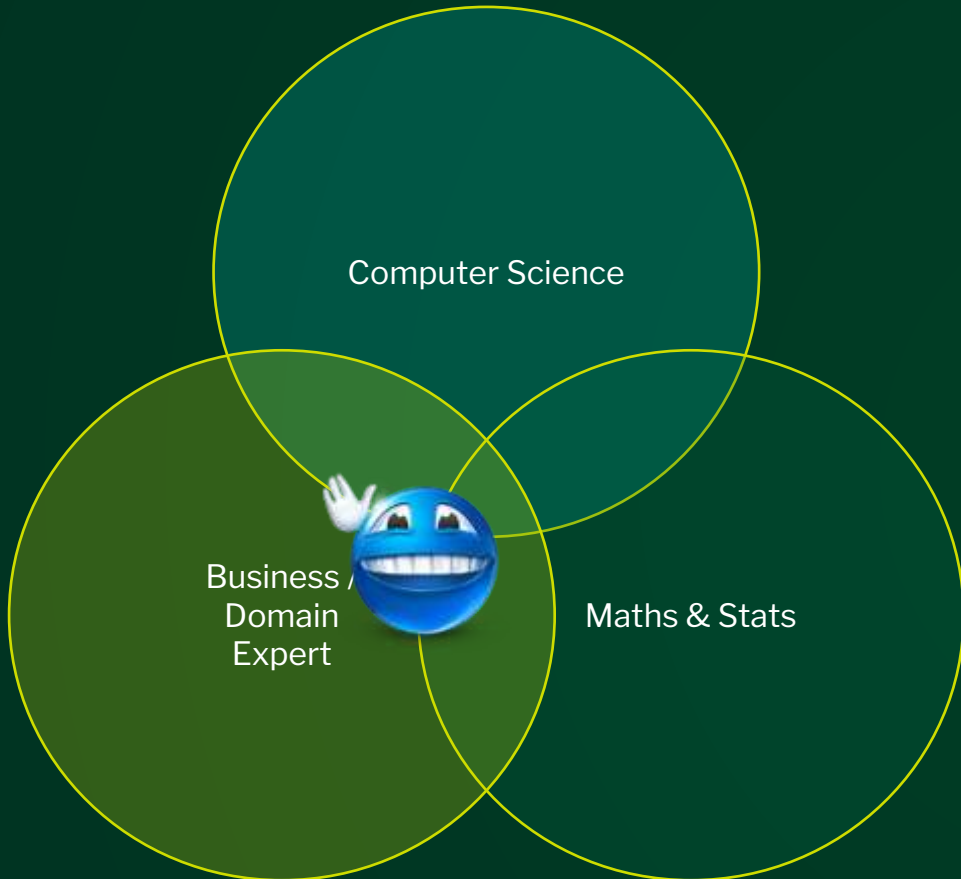 Computer Science
Business /
Domain
Expert
Maths & Stats